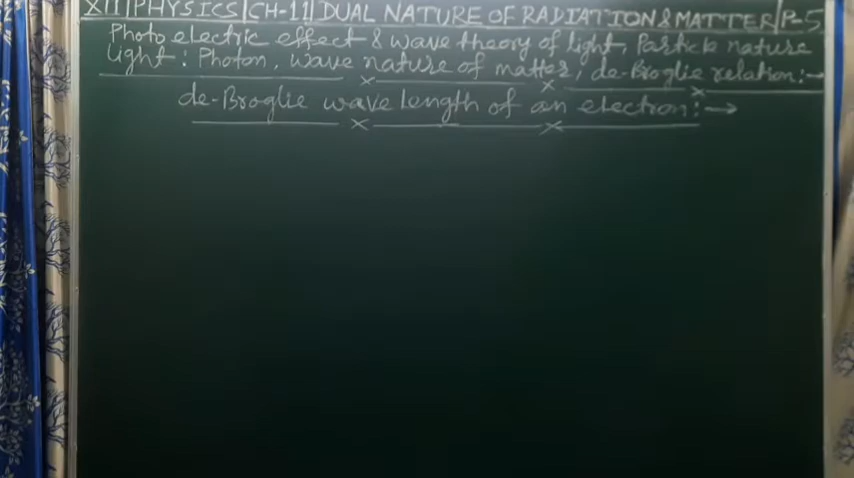 XII|PHYSICS|CH-11|DUAL NATURE OF RADIATION & MATTER|P-5
Photo electric effect & wave theory of light, Particle nature
light : Photon, wave nature of matter, de-Broglie relation:→
de-Broglie wave length of an electron:→